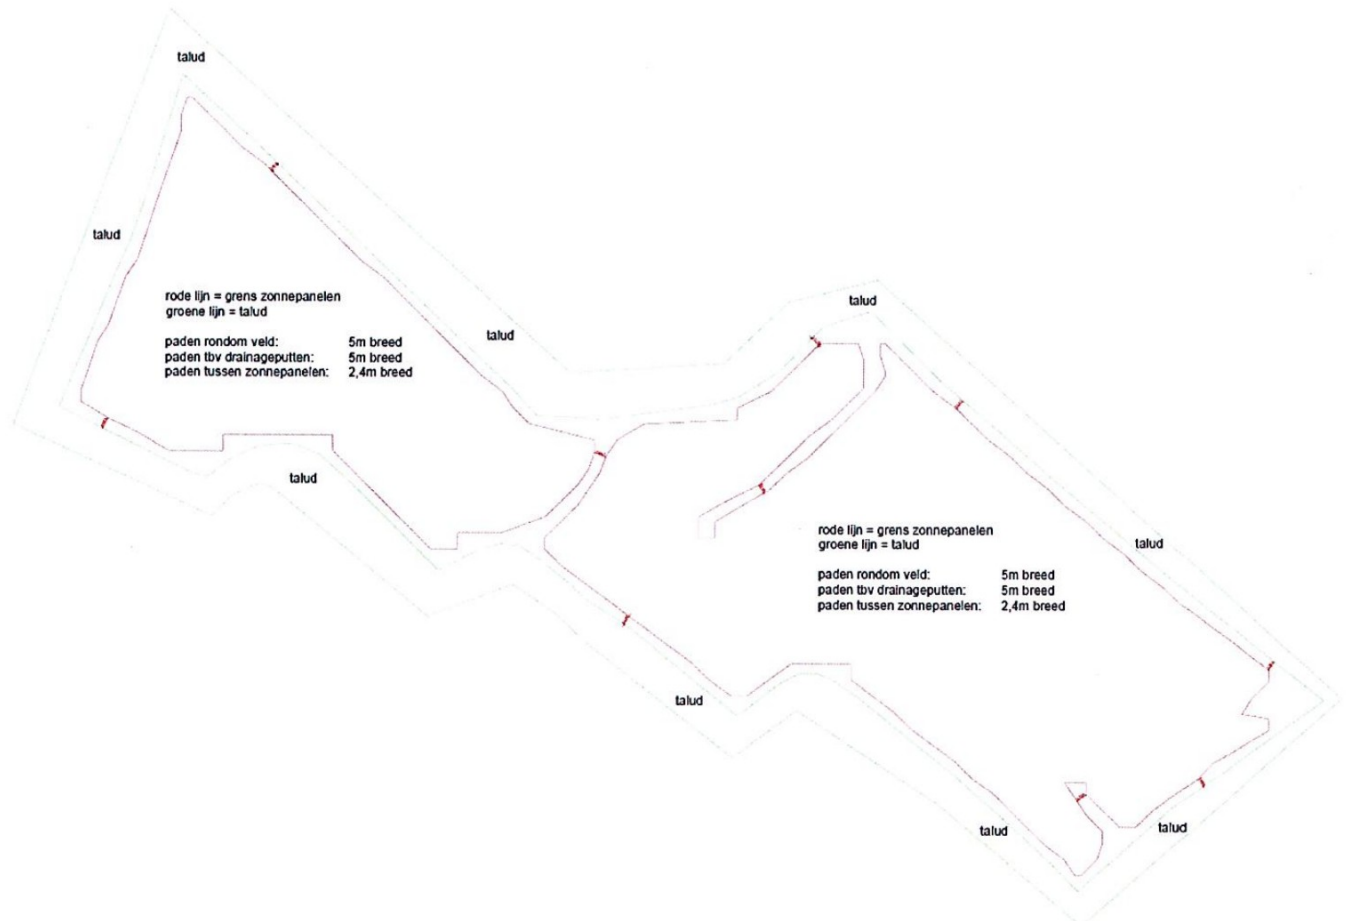 talud
talud
rode lijn = grens zonnepanelen
groene lijn = talud
paden rondom veld: 5m breed
paden tbv drainageputten: 5m breed
paden tussen zonnepanelen: 2,4m breed
talud
talud
talud
rode lijn = grens zonnepanelen
groene lijn = talud
paden rondom veld: 5m breed
paden tbv drainageputten: 5m breed
paden tussen zonnepanelen: 2,4m breed
talud
talud
talud
talud